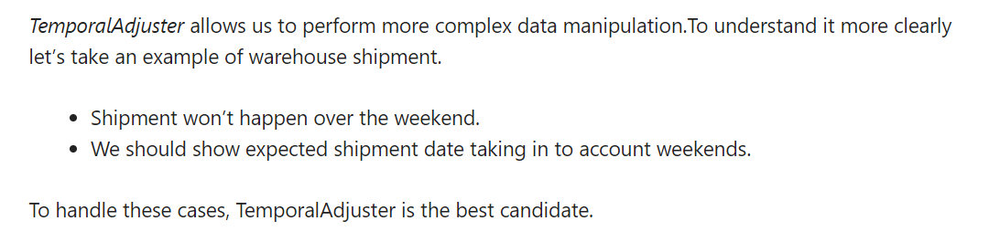 TemporalAdjuster allows us to perform more complex data manipulation.To understand it more clearly
let’s take an example of warehouse shipment.
• Shipment won’t happen over the weekend.
• We should show expected shipment date taking in to account weekends.
To handle these cases, TemporalAdjuster is the best candidate.